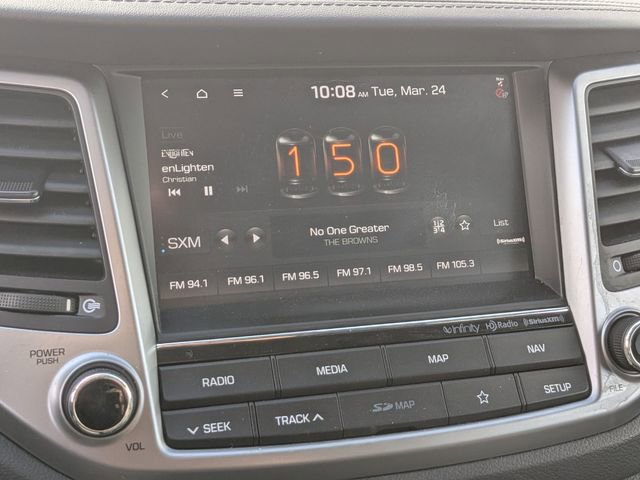 10:08 AM Tue, Mar. 24
Live
enLighten
enLighten
Christian
150
No One Greater
THE BROWNS
SXM
List
((SiriusXM))
FM 94.1 FM 96.1 FM 96.5 FM 97.1 FM 98.5 FM 105.3
infinity HD Radio ((SiriusXM))
POWER
PUSH
VOL
RADIO MEDIA MAP NAV
SEEK TRACK SD MAP SETUP
FILE